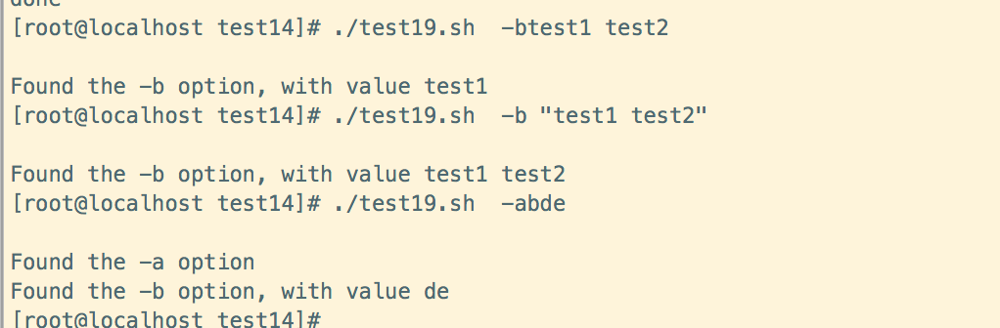 done
[root@localhost test14]# ./test19.sh  -btest1 test2
Found the -b option, with value test1
[root@localhost test14]# ./test19.sh  -b "test1 test2"
Found the -b option, with value test1 test2
[root@localhost test14]# ./test19.sh  -abde
Found the -a option
Found the -b option, with value de
[root@localhost test14]#